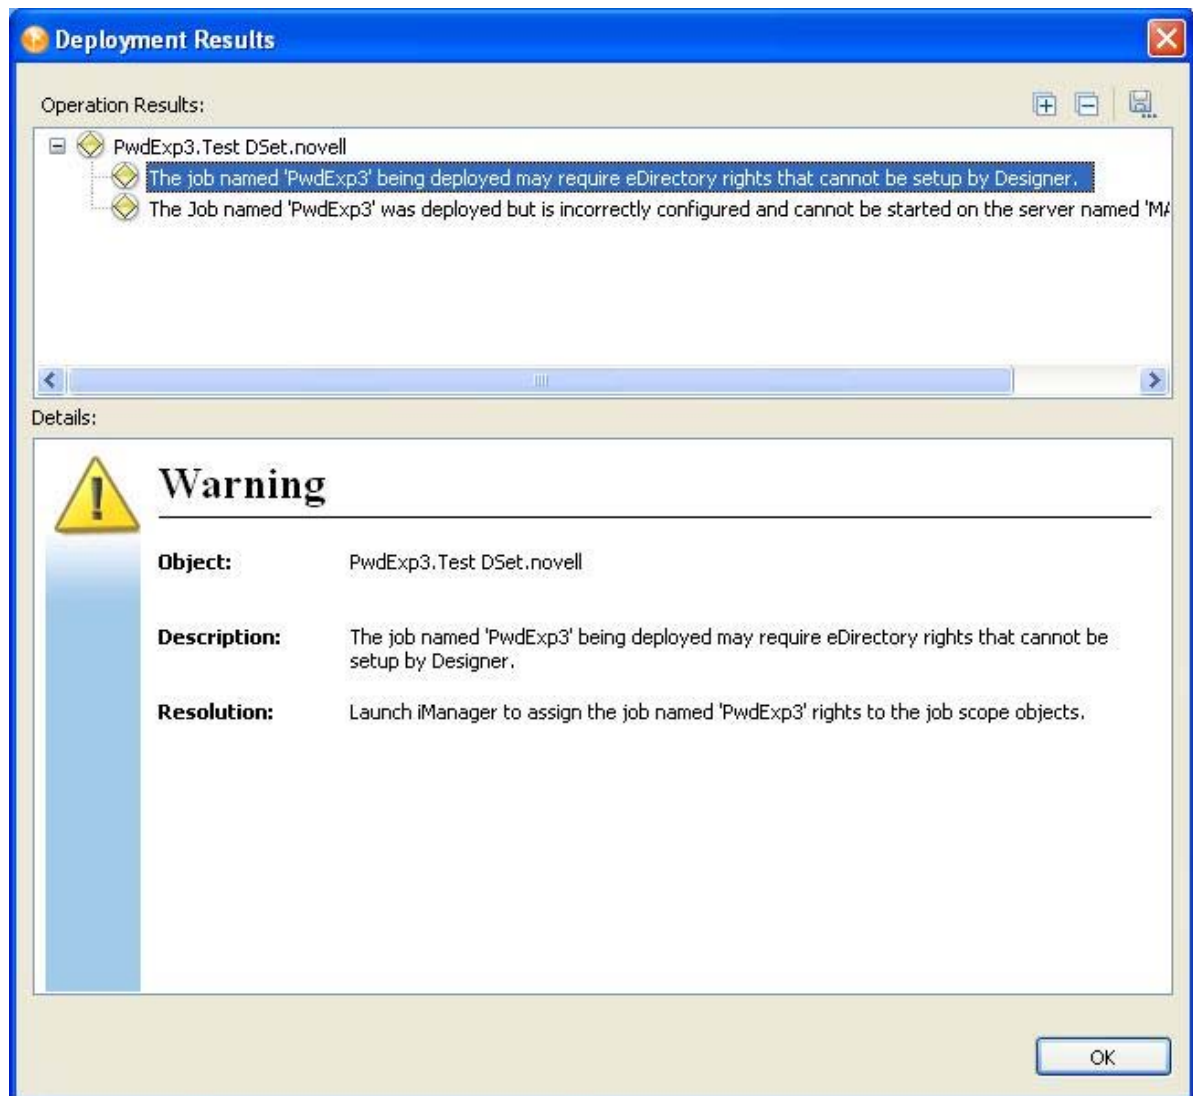 Deployment Results
Operation Results:
PwdExp3.Test DSet.novell
The job named 'PwdExp3' being deployed may require eDirectory rights that cannot be setup by Designer.
The Job named 'PwdExp3' was deployed but is incorrectly configured and cannot be started on the server named 'MA
Details:
Warning
Object: PwdExp3.Test DSet.novell
Description: The job named 'PwdExp3' being deployed may require eDirectory rights that cannot be
setup by Designer.
Resolution: Launch iManager to assign the job named 'PwdExp3' rights to the job scope objects.
OK